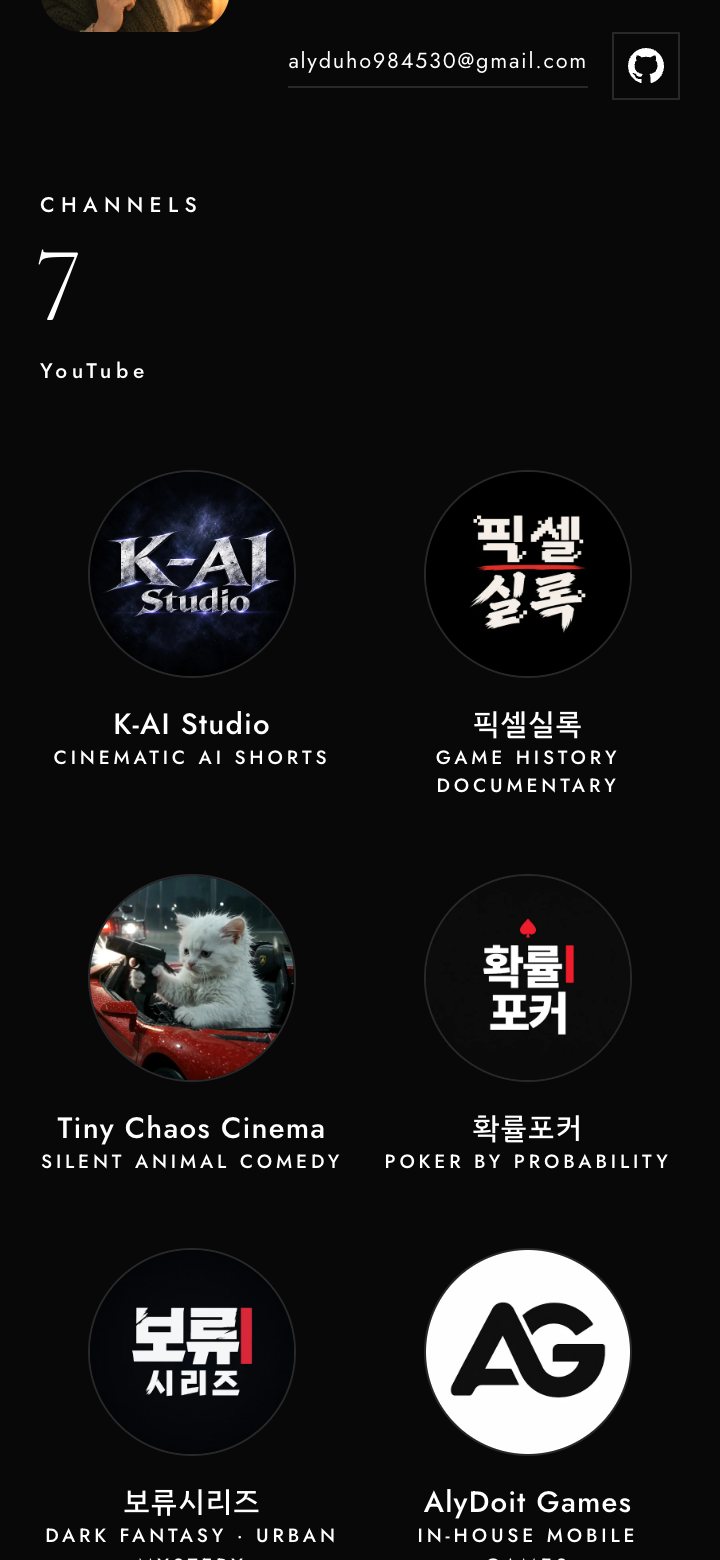 alyduho984530@gmail.com
CHANNELS
7
YouTube
K-AI
Studio
픽셀
실록
K-AI Studio
CINEMATIC AI SHORTS
픽셀실록
GAME HISTORY
DOCUMENTARY
확률
포커
Tiny Chaos Cinema
SILENT ANIMAL COMEDY
확률포커
POKER BY PROBABILITY
보류
시리즈
AG
보류시리즈
DARK FANTASY · URBAN
AlyDoit Games
IN-HOUSE MOBILE